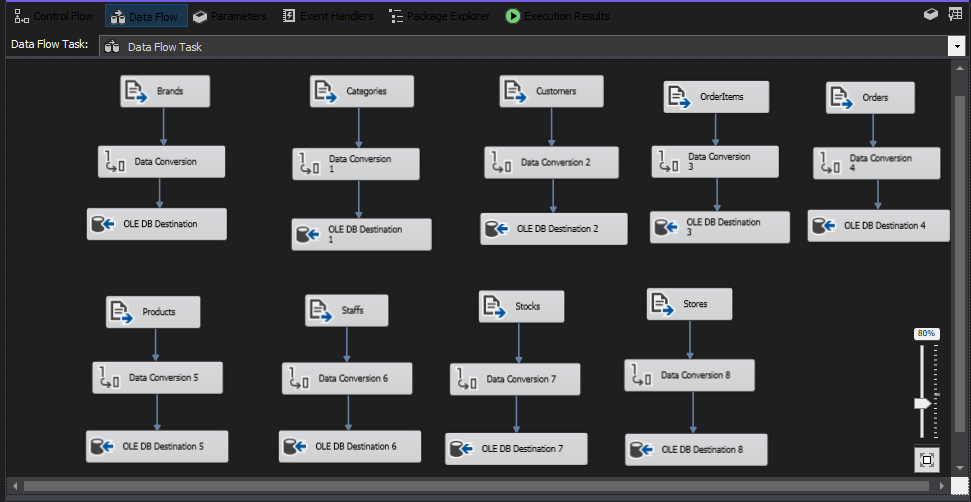 Control Flow Data Flow Parameters Event Handlers Package Explorer Execution Results
Data Flow Task: Data Flow Task
Brands Categories Customers OrderItems Orders
Data Conversion Data Conversion
1 Data Conversion 2 Data Conversion
3 Data Conversion
4
OLE DB Destination OLE DB Destination
1 OLE DB Destination 2 OLE DB Destination
3 OLE DB Destination 4
Products Staffs Stocks Stores
80%
Data Conversion 5 Data Conversion 6 Data Conversion 7 Data Conversion 8
OLE DB Destination 5 OLE DB Destination 6 OLE DB Destination 7 OLE DB Destination 8